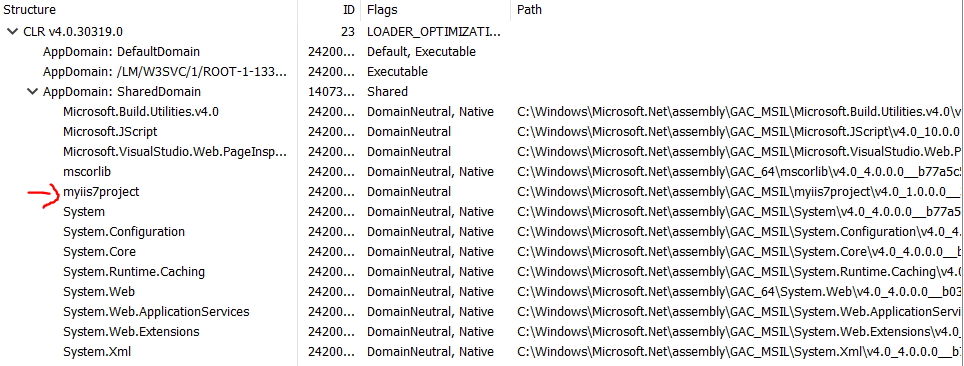 Structure ID Flags Path
CLR v4.0.30319.0 23 LOADER_OPTIMIZATI...
AppDomain: DefaultDomain 24200... Default, Executable
AppDomain: /LM/W3SVC/1/ROOT-1-133... 24200... Executable
AppDomain: SharedDomain 14073... Shared
Microsoft.Build.Utilities.v4.0 24200... DomainNeutral, Native C:\Windows\Microsoft.Net\assembly\GAC_MSIL\Microsoft.Build.Utilities.v4.0\v
Microsoft.JScript 24200... DomainNeutral C:\Windows\Microsoft.Net\assembly\GAC_MSIL\Microsoft.JScript\v4.0_10.0.0
Microsoft.VisualStudio.Web.PageInsp... 24200... DomainNeutral C:\Windows\Microsoft.Net\assembly\GAC_MSIL\Microsoft.VisualStudio.Web.P
mscorlib 24200... DomainNeutral, Native C:\Windows\Microsoft.Net\assembly\GAC_64\mscorlib\v4.0_4.0.0.0__b77a5c5
myiis7project 24200... DomainNeutral C:\Windows\Microsoft.Net\assembly\GAC_MSIL\myiis7project\v4.0_1.0.0.0__
System 24200... DomainNeutral, Native C:\Windows\Microsoft.Net\assembly\GAC_MSIL\System\v4.0_4.0.0.0__b77a5
System.Configuration 24200... DomainNeutral, Native C:\Windows\Microsoft.Net\assembly\GAC_MSIL\System.Configuration\v4.0_4.
System.Core 24200... DomainNeutral, Native C:\Windows\Microsoft.Net\assembly\GAC_MSIL\System.Core\v4.0_4.0.0.0__b
System.Runtime.Caching 24200... DomainNeutral, Native C:\Windows\Microsoft.Net\assembly\GAC_MSIL\System.Runtime.Caching\v4.0
System.Web 24200... DomainNeutral, Native C:\Windows\Microsoft.Net\assembly\GAC_64\System.Web\v4.0_4.0.0.0__b03
System.Web.ApplicationServices 24200... DomainNeutral, Native C:\Windows\Microsoft.Net\assembly\GAC_MSIL\System.Web.ApplicationServi
System.Web.Extensions 24200... DomainNeutral, Native C:\Windows\Microsoft.Net\assembly\GAC_MSIL\System.Web.Extensions\v4.0
System.Xml 24200... DomainNeutral, Native C:\Windows\Microsoft.Net\assembly\GAC_MSIL\System.Xml\v4.0_4.0.0.0__b7